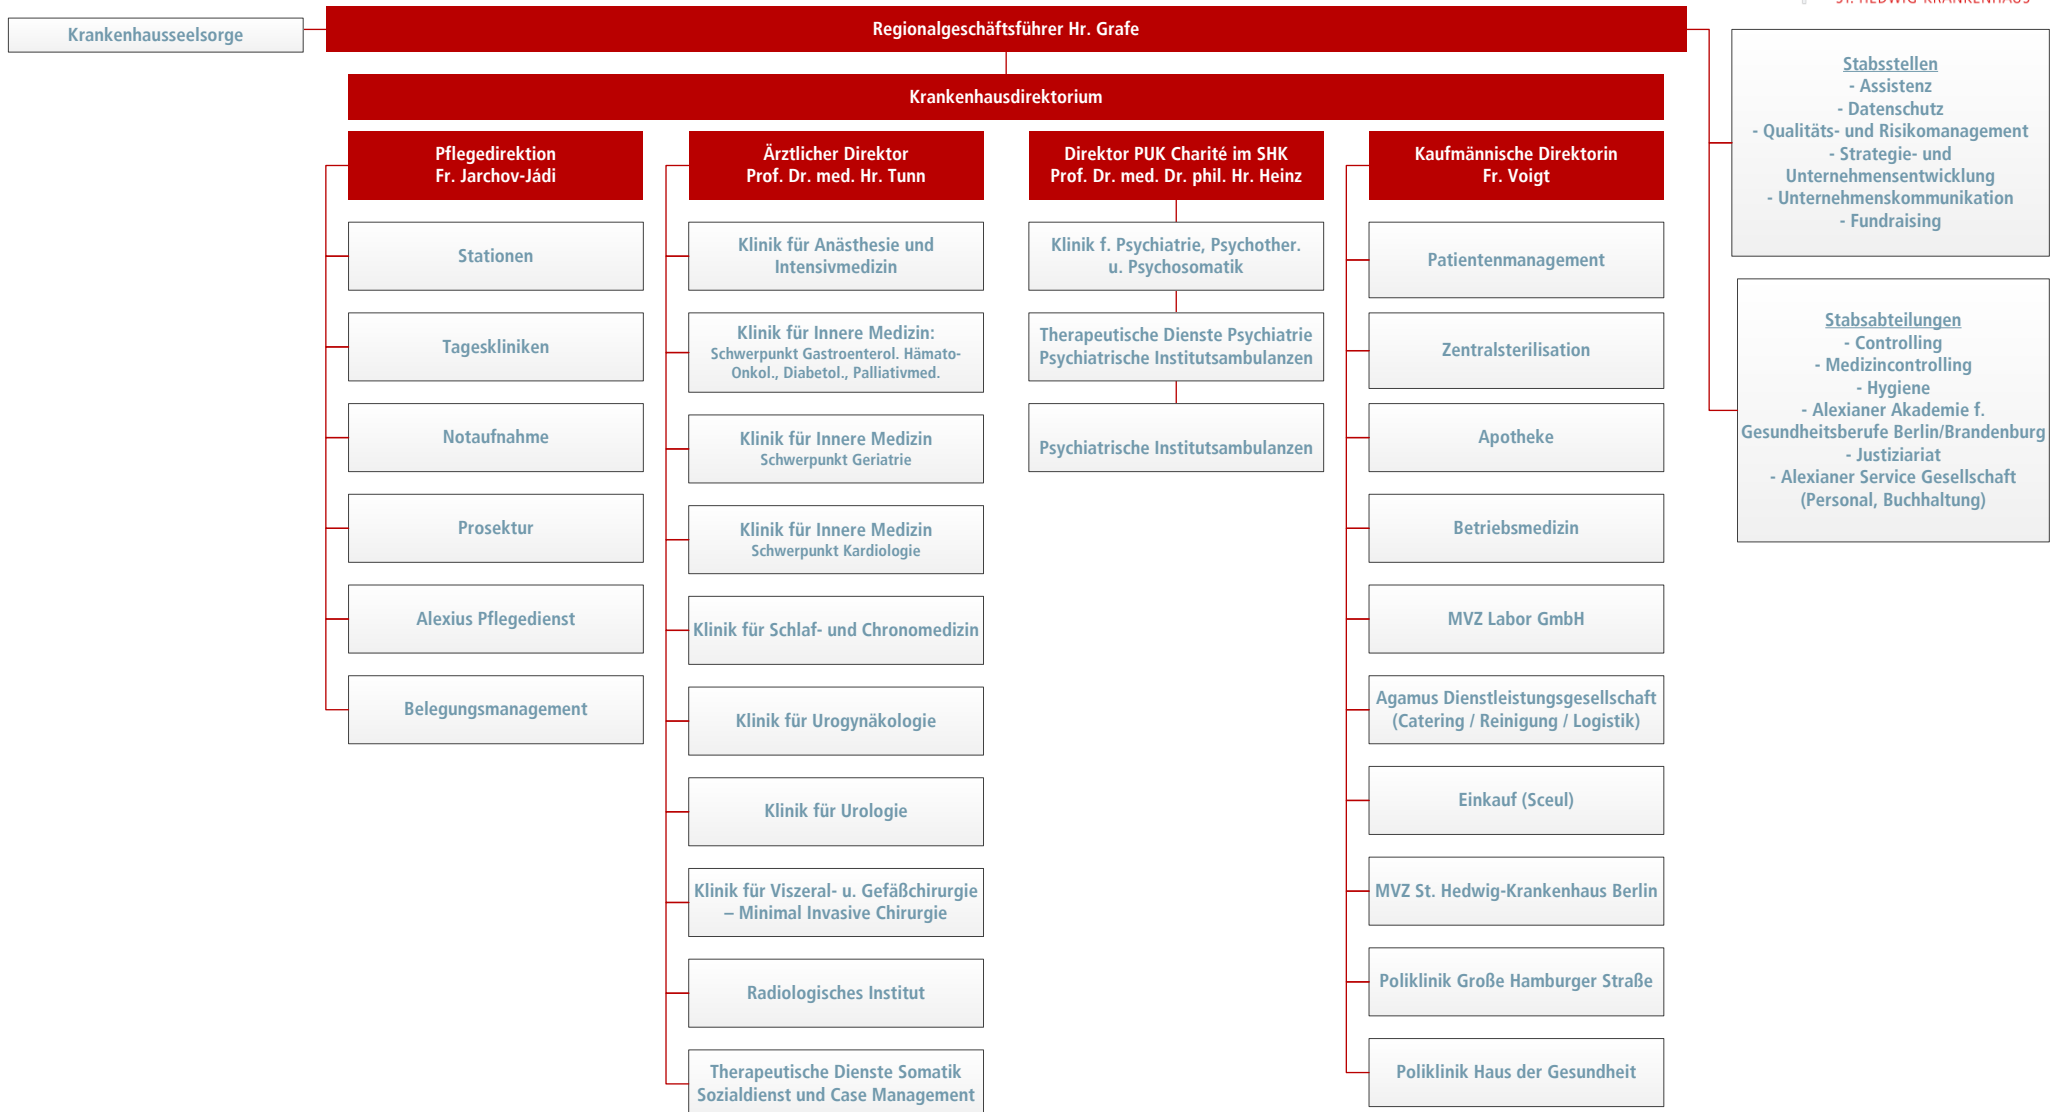 ST. HEDWIG-KRANKENHAUS
Krankenhausseelsorge
Regionalgeschäftsführer Hr. Grafe
Krankenhausdirektorium
Pflegedirektion
Fr. Jarchov-Jádi
Stationen
Tageskliniken
Notaufnahme
Prosektur
Alexius Pflegedienst
Belegungsmanagement
Ärztlicher Direktor
Prof. Dr. med. Hr. Tunn
Klinik für Anästhesie und
Intensivmedizin
Klinik für Innere Medizin:
Schwerpunkt Gastroenterol. Hämato-
Onkol., Diabetol., Palliativmed.
Klinik für Innere Medizin
Schwerpunkt Geriatrie
Klinik für Innere Medizin
Schwerpunkt Kardiologie
Klinik für Schlaf- und Chronomedizin
Klinik für Urogynäkologie
Klinik für Urologie
Klinik für Viszeral- u. Gefäßchirurgie
– Minimal Invasive Chirurgie
Radiologisches Institut
Therapeutische Dienste Somatik
Sozialdienst und Case Management
Direktor PUK Charité im SHK
Prof. Dr. med. Dr. phil. Hr. Heinz
Klinik f. Psychiatrie, Psychother.
u. Psychosomatik
Therapeutische Dienste Psychiatrie
Psychiatrische Institutsambulanzen
Psychiatrische Institutsambulanzen
Kaufmännische Direktorin
Fr. Voigt
Patientenmanagement
Zentralsterilisation
Apotheke
Betriebsmedizin
MVZ Labor GmbH
Agamus Dienstleistungsgesellschaft
(Catering / Reinigung / Logistik)
Einkauf (Sceul)
MVZ St. Hedwig-Krankenhaus Berlin
Poliklinik Große Hamburger Straße
Poliklinik Haus der Gesundheit
Stabsstellen
- Assistenz
- Datenschutz
- Qualitäts- und Risikomanagement
- Strategie- und
Unternehmensentwicklung
- Unternehmenskommunikation
- Fundraising
Stabsabteilungen
- Controlling
- Medizincontrolling
- Hygiene
- Alexianer Akademie f.
Gesundheitsberufe Berlin/Brandenburg
- Justiziariat
- Alexianer Service Gesellschaft
(Personal, Buchhaltung)